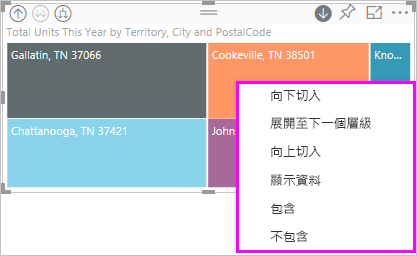 Total Units This Year by Territory, City and PostalCode
Gallatin, TN 37066
Cookeville, TN 38501
Kno...
Chattanooga, TN 37421
Johns
向下切入
展開至下一個層級
向上切入
顯示資料
包含
不包含